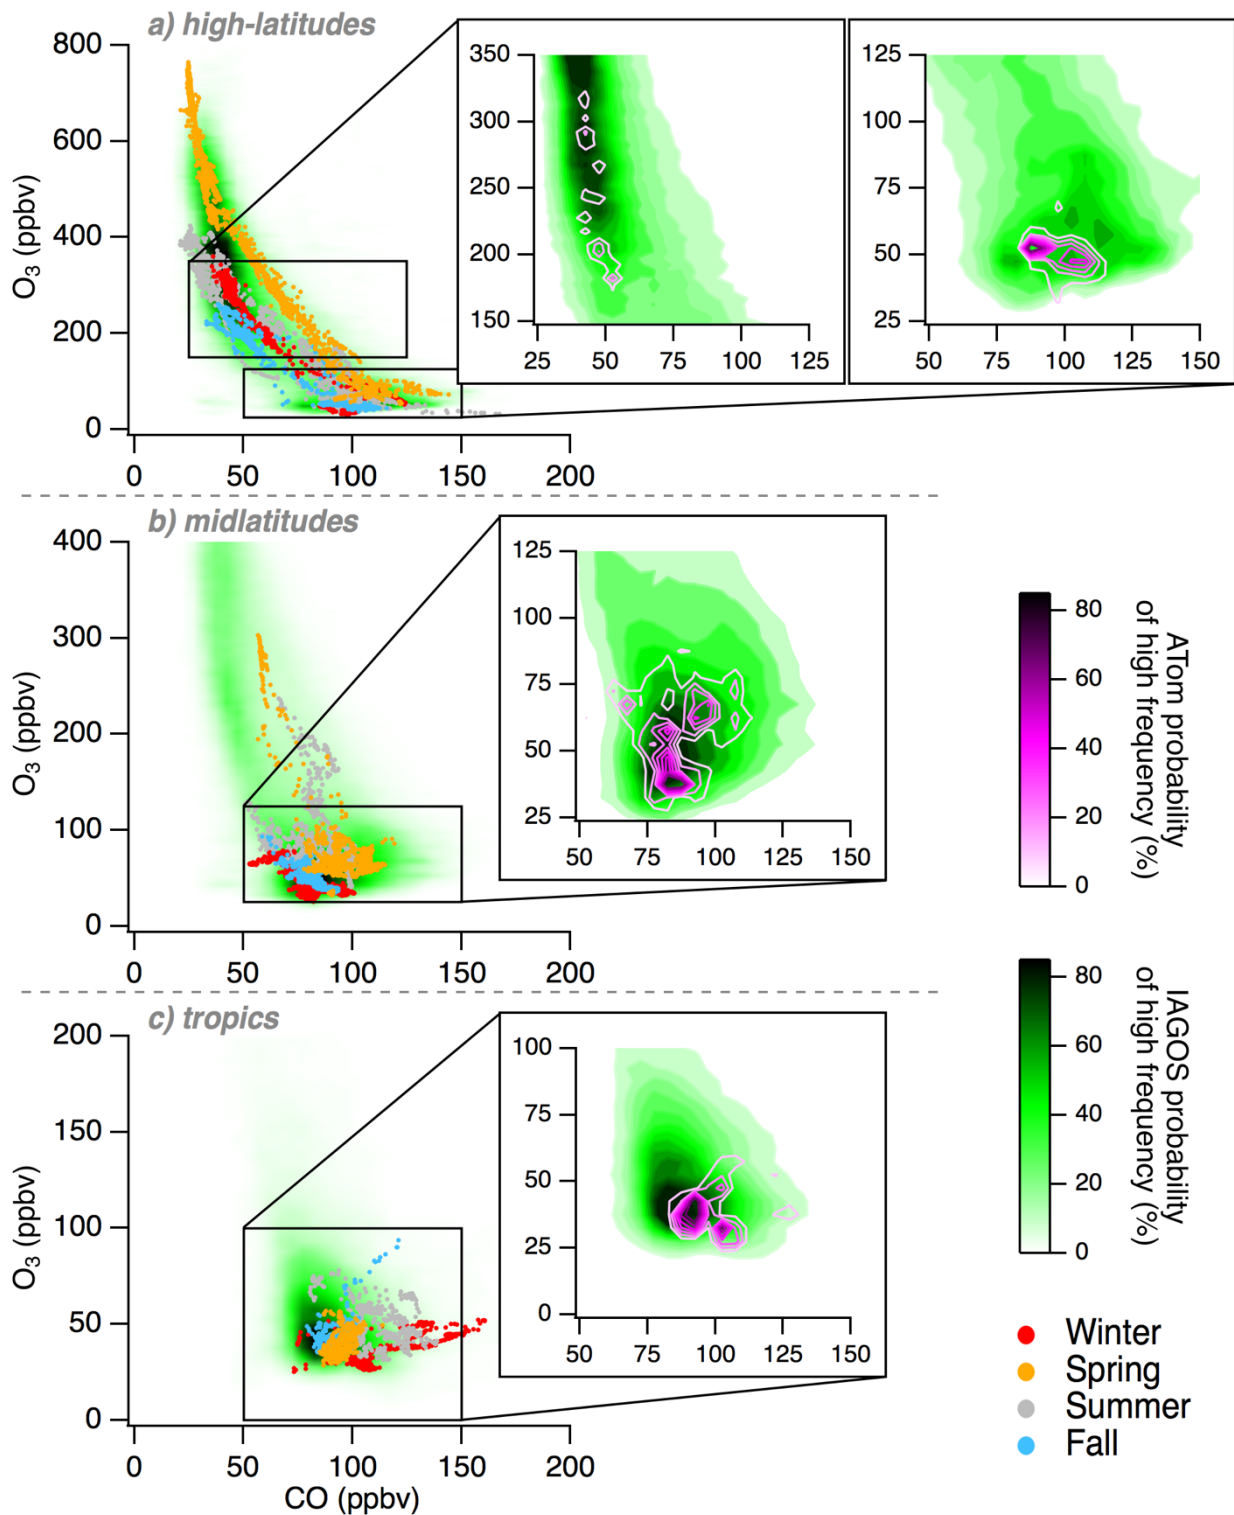 a) high-latitudes
O3 (ppbv)
800
600
400
200
0
0 50 100 150 200
350
300
250
200
150
25 50 75 100 125
125
100
75
50
25
50 75 100 125 150
b) midlatitudes
O3 (ppbv)
400
300
200
100
0
0 50 100 150 200
125
100
75
50
25
50 75 100 125 150
c) tropics
O3 (ppbv)
200
150
100
50
0
0 50 100 150 200
CO (ppbv)
100
75
50
25
0
50 75 100 125 150
80
60
40
20
0
ATom probability
of high frequency (%)
80
60
40
20
0
IAGOS probability
of high frequency (%)
Winter
Spring
Summer
Fall